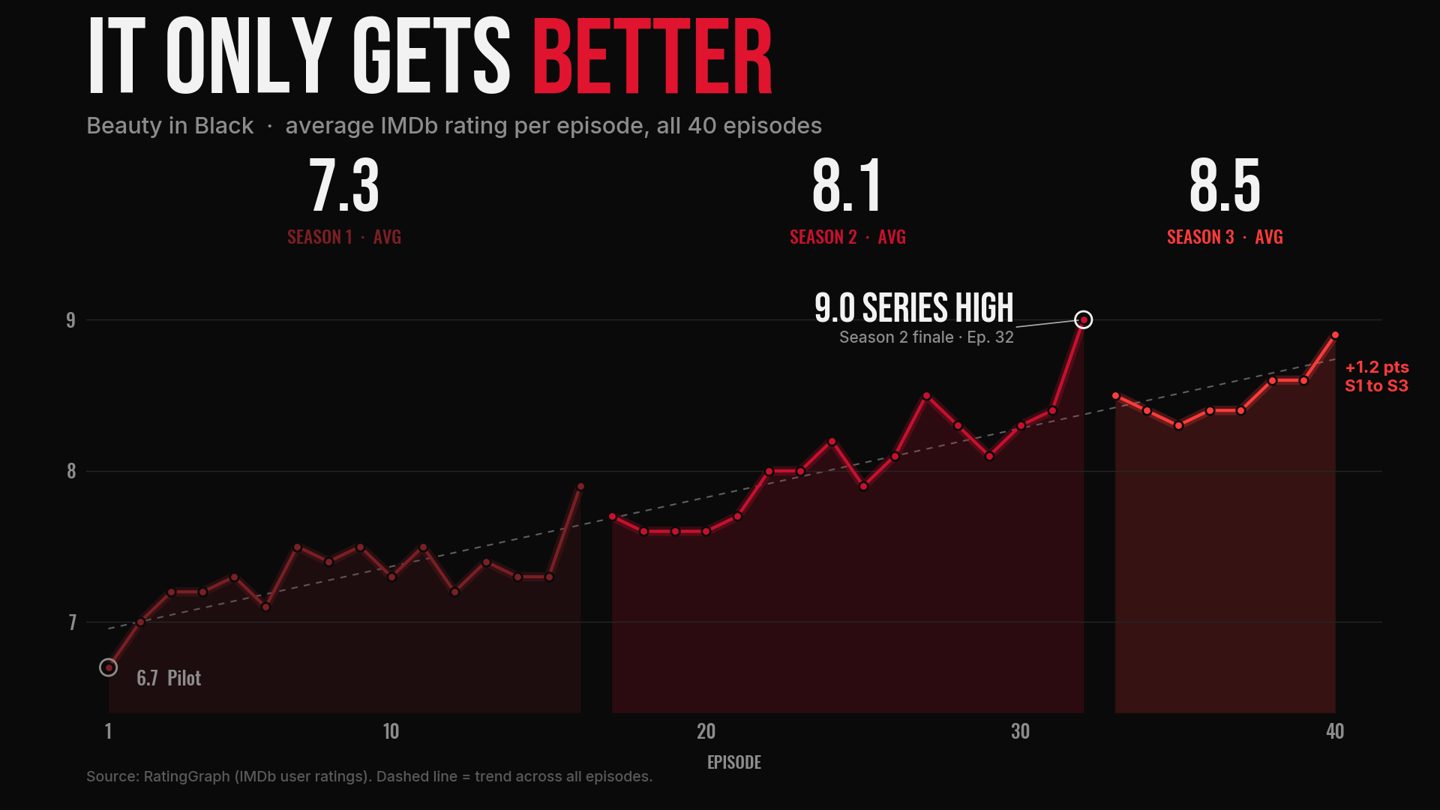 IT ONLY GETS BETTER
Beauty in Black · average IMDb rating per episode, all 40 episodes
7.3
SEASON 1 · AVG
8.1
SEASON 2 · AVG
8.5
SEASON 3 · AVG
9.0 SERIES HIGH
Season 2 finale · Ep. 32
+1.2 pts
S1 to S3
9
8
7
6.7 Pilot
1
10
20
30
40
EPISODE
Source: RatingGraph (IMDb user ratings). Dashed line = trend across all episodes.